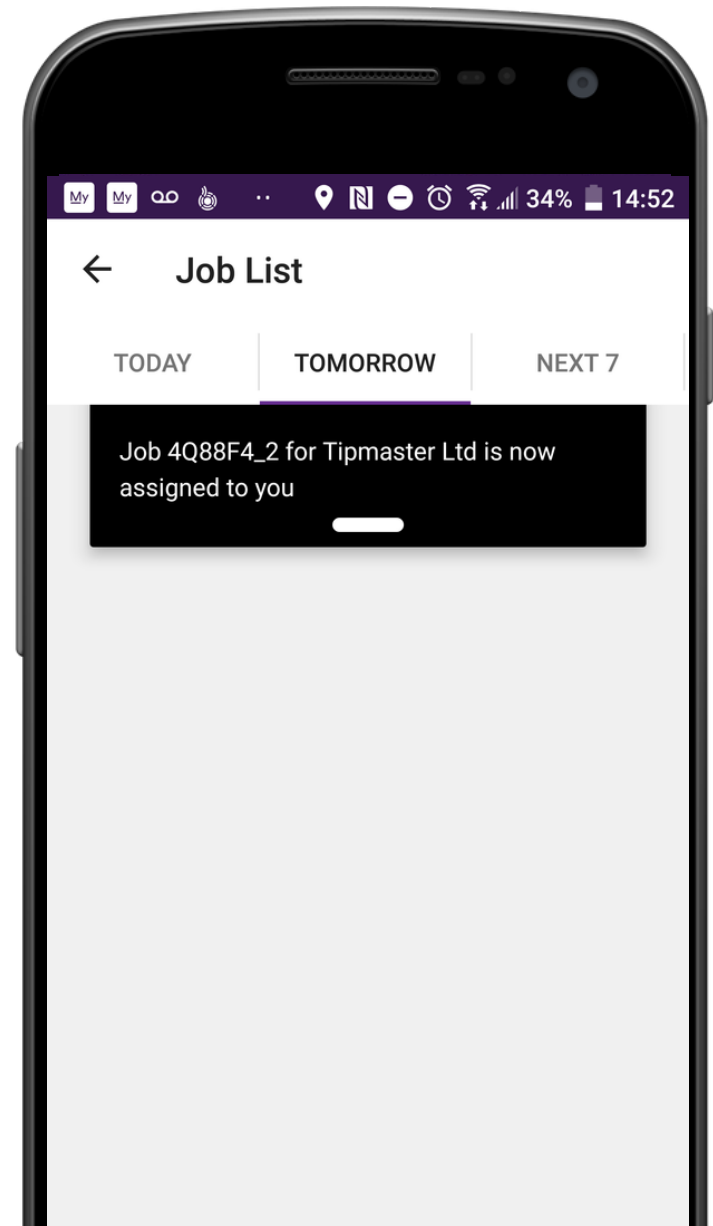 My My 34% 14:52
Job List
TODAY TOMORROW NEXT 7
Job 4Q88F4_2 for Tipmaster Ltd is now
assigned to you